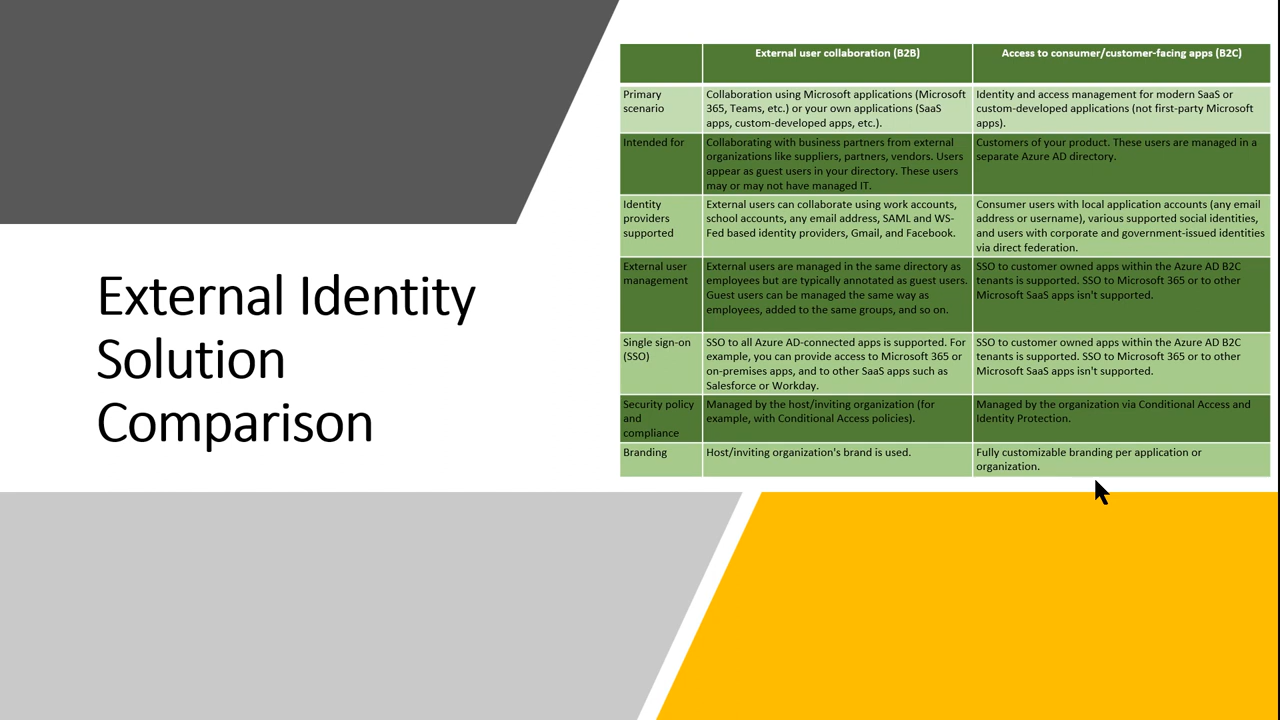 External Identity
Solution
Comparison
External user collaboration (B2B)
Access to consumer/customer-facing apps (B2C)
Primary
scenario
Collaboration using Microsoft applications (Microsoft
365, Teams, etc.) or your own applications (SaaS
apps, custom-developed apps, etc.).
Identity and access management for modern SaaS or
custom-developed applications (not first-party Microsoft
apps).
Intended for
Collaborating with business partners from external
organizations like suppliers, partners, vendors. Users
appear as guest users in your directory. These users
may or may not have managed IT.
Customers of your product. These users are managed in a
separate Azure AD directory.
Identity
providers
supported
External users can collaborate using work accounts,
school accounts, any email address, SAML and WS-
Fed based identity providers, Gmail, and Facebook.
Consumer users with local application accounts (any email
address or username), various supported social identities,
and users with corporate and government-issued identities
via direct federation.
External user
management
External users are managed in the same directory as
employees but are typically annotated as guest users.
Guest users can be managed the same way as
employees, added to the same groups, and so on.
SSO to customer owned apps within the Azure AD B2C
tenants is supported. SSO to Microsoft 365 or to other
Microsoft SaaS apps isn't supported.
Single sign-on
(SSO)
SSO to all Azure AD-connected apps is supported. For
example, you can provide access to Microsoft 365 or
on-premises apps, and to other SaaS apps such as
Salesforce or Workday.
SSO to customer owned apps within the Azure AD B2C
tenants is supported. SSO to Microsoft 365 or to other
Microsoft SaaS apps isn't supported.
Security policy
and
compliance
Managed by the host/inviting organization (for
example, with Conditional Access policies).
Managed by the organization via Conditional Access and
Identity Protection.
Branding
Host/inviting organization's brand is used.
Fully customizable branding per application or
organization.